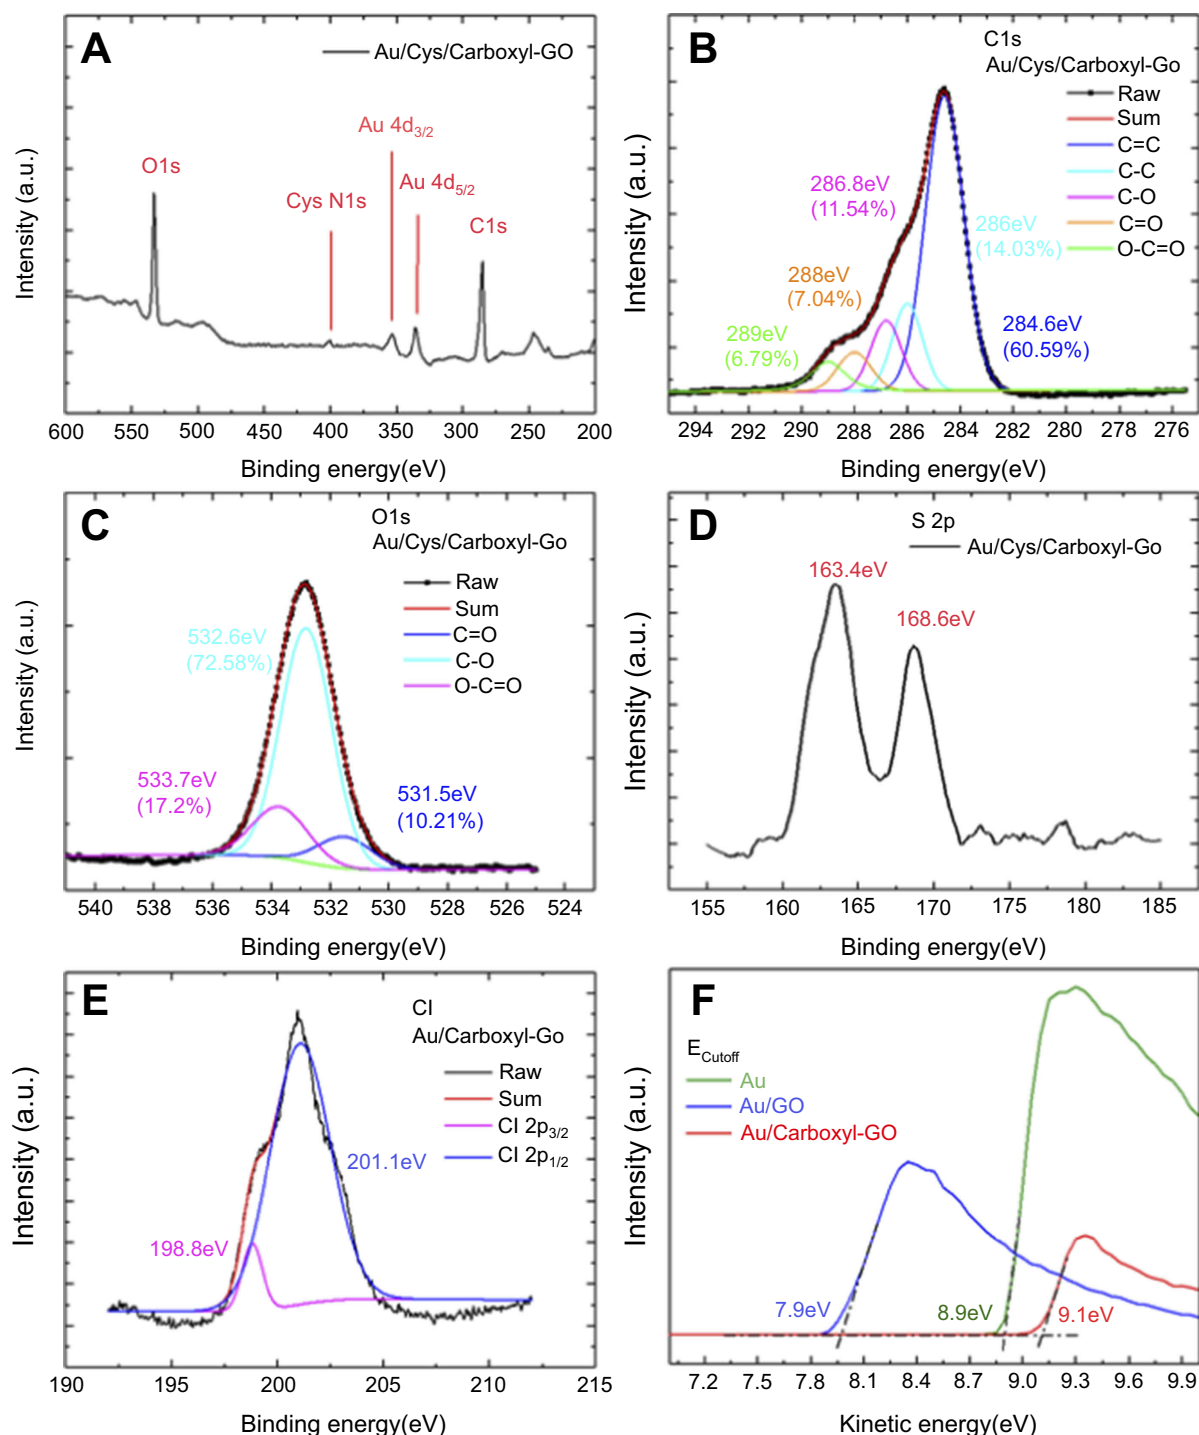 A
Au/Cys/Carboxyl-GO
Au 4d3/2
O1s
Au 4d5/2
Cys N1s
C1s
Intensity (a.u.)
600 550 500 450 400 350 300 250 200
Binding energy(eV)
B
C1s
Au/Cys/Carboxyl-Go
Raw
Sum
C=C
C-C
C-O
C=O
O-C=O
286.8eV
(11.54%)
286eV
(14.03%)
288eV
(7.04%)
289eV
(6.79%)
284.6eV
(60.59%)
Intensity (a.u.)
294 292 290 288 286 284 282 280 278 276
Binding energy(eV)
C
O1s
Au/Cys/Carboxyl-Go
Raw
Sum
C=O
C-O
O-C=O
532.6eV
(72.58%)
533.7eV
(17.2%)
531.5eV
(10.21%)
Intensity (a.u.)
540 538 536 534 532 530 528 526 524
Binding energy(eV)
D
S 2p
Au/Cys/Carboxyl-Go
163.4eV
168.6eV
Intensity (a.u.)
155 160 165 170 175 180 185
Binding energy(eV)
E
Cl
Au/Carboxyl-Go
Raw
Sum
Cl 2p3/2
Cl 2p1/2
201.1eV
198.8eV
Intensity (a.u.)
190 195 200 205 210 215
Binding energy(eV)
F
ECutoff
Au
Au/GO
Au/Carboxyl-GO
7.9eV
8.9eV
9.1eV
Intensity (a.u.)
7.2 7.5 7.8 8.1 8.4 8.7 9.0 9.3 9.6 9.9
Kinetic energy(eV)